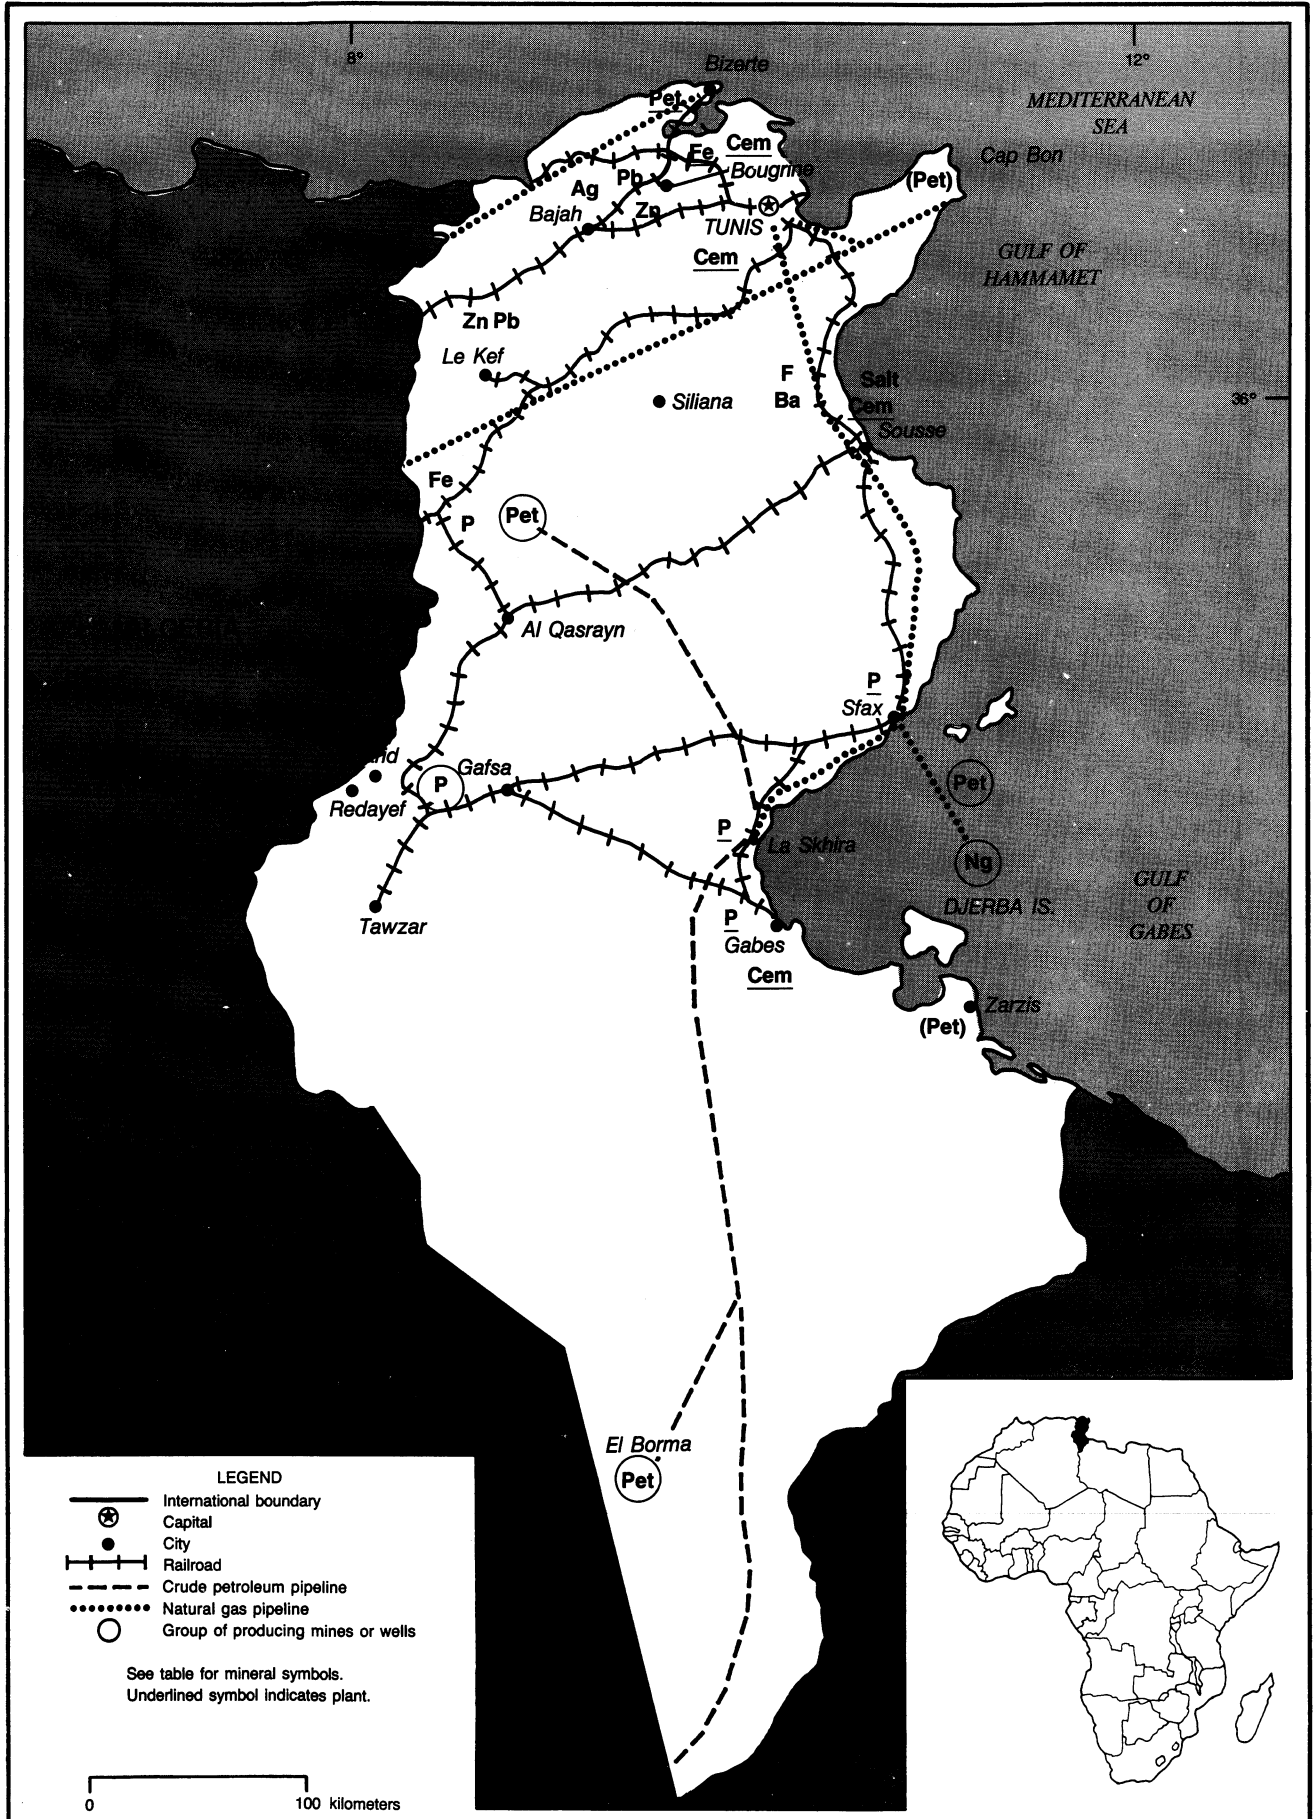 8°
12°
Bizerte
MEDITERRANEAN
SEA
Pet
Cem
Fe
Cap Bon
Bougrine
Pb
(Pet)
Ag
Zn
Bajah
TUNIS
Cem
GULF OF
HAMMAMET
Zn Pb
Le Kef
F
Salt
Ba
Siliana
36°
Cem
Sousse
Fe
Pet
P
Al Qasrayn
P
Sfax
Gafsa
P
Pet
Redayef
P
La Skhira
Ng
GULF
OF
GABES
DJERBA IS.
Tawzar
P
Gabes
Cem
Zarzis
(Pet)
El Borma
Pet
LEGEND
International boundary
Capital
City
Railroad
Crude petroleum pipeline
Natural gas pipeline
Group of producing mines or wells
See table for mineral symbols.
Underlined symbol indicates plant.
0
100 kilometers